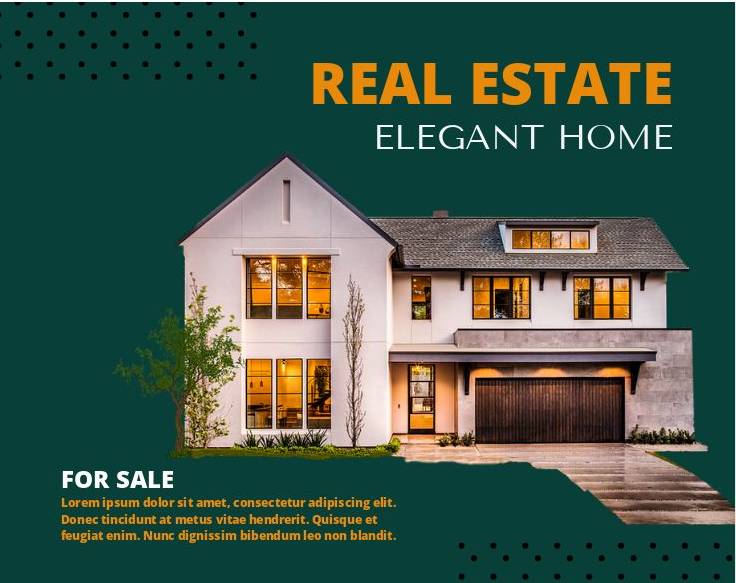 REAL ESTATE
ELEGANT HOME
FOR SALE
Lorem ipsum dolor sit amet, consectetur adipiscing elit.
Donec tincidunt at metus vitae hendrerit. Quisque et
feugiat enim. Nunc dignissim bibendum leo non blandit.